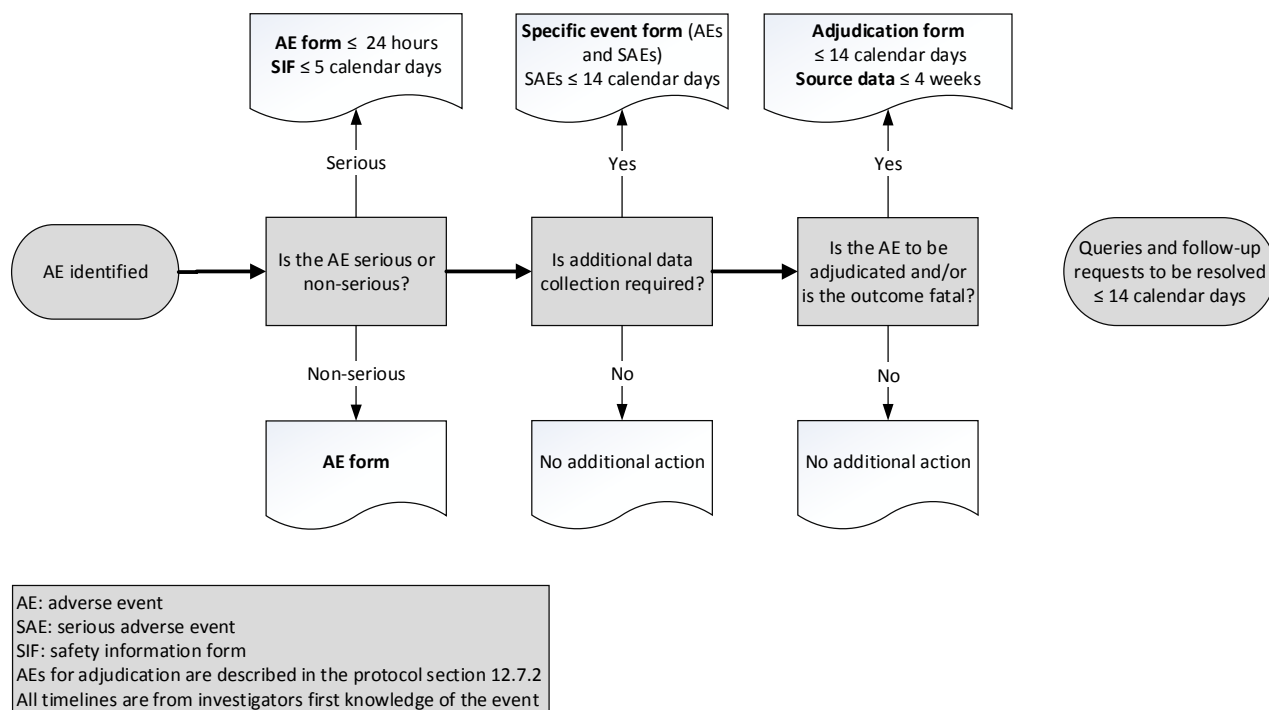 AE form ≤ 24 hours
SIF ≤ 5 calendar days
Specific event form (AEs
and SAEs)
SAEs ≤ 14 calendar days
Adjudication form
≤ 14 calendar days
Source data ≤ 4 weeks
Serious
Yes
Yes
AE identified
Is the AE serious or
non-serious?
Is additional data
collection required?
Is the AE to be
adjudicated and/or
is the outcome fatal?
Queries and follow-up
requests to be resolved
≤ 14 calendar days
Non-serious
No
No
AE form
No additional action
No additional action
AE: adverse event
SAE: serious adverse event
SIF: safety information form
AEs for adjudication are described in the protocol section 12.7.2
All timelines are from investigators first knowledge of the event